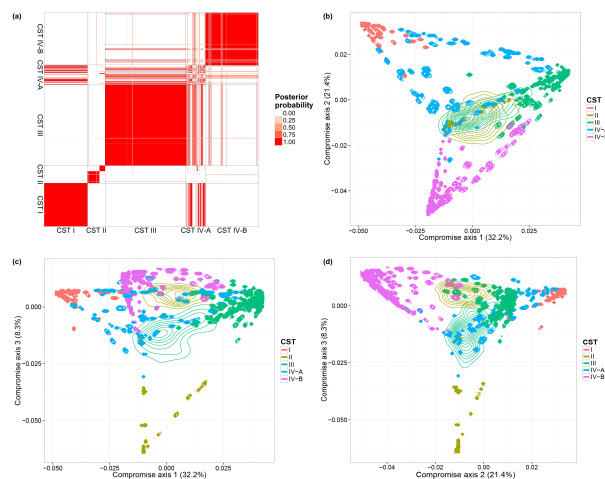 (a)
CST IV-B
CST IV-A
CST III
CST II
CST I
CST I CST II CST III CST IV-A CST IV-B
Posterior
probability
0.00
0.25
0.50
0.75
1.00
(b)
Compromise axis 2 (21.4%)
0.02
0.00
−0.02
−0.04
−0.050 −0.025 0.000 0.025
Compromise axis 1 (32.2%)
CST
I
II
III
(c)
Compromise axis 3 (8.3%)
0.000
−0.025
−0.050
−0.050 −0.025 0.000 0.025
Compromise axis 1 (32.2%)
CST
I
II
III
IV−A
IV−B
(d)
Compromise axis 3 (8.3%)
0.000
−0.025
−0.050
−0.04 −0.02 0.00 0.02
Compromise axis 2 (21.4%)
CST
I
II
III
IV−A
IV−B